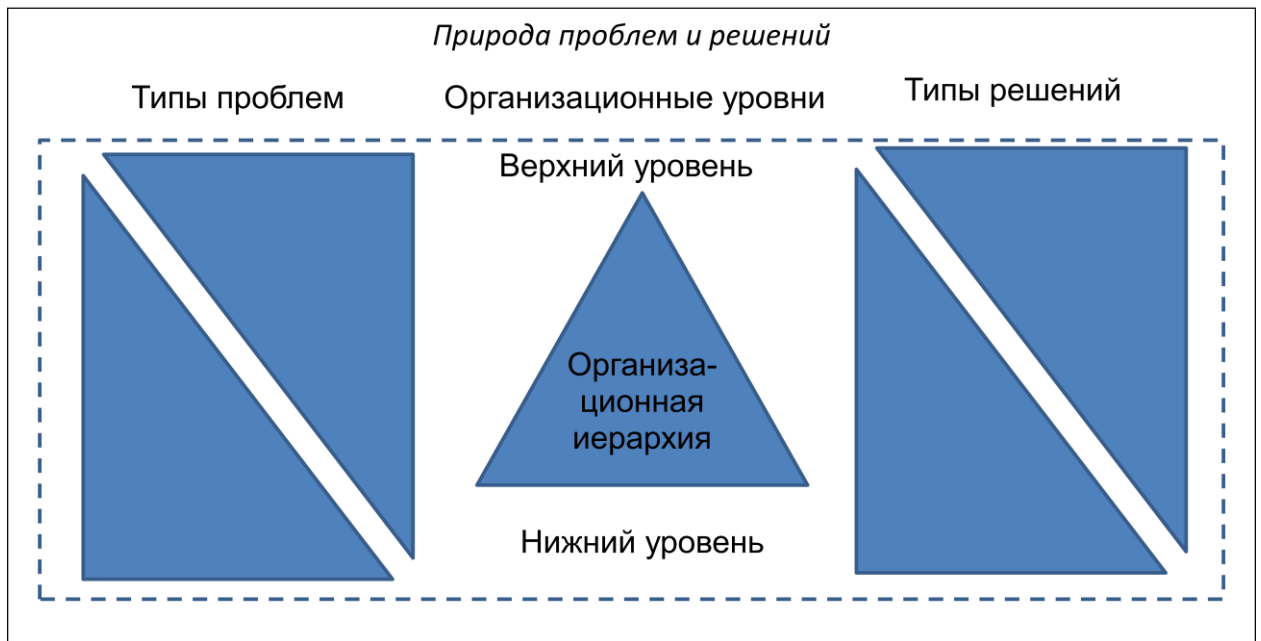 Природа проблем и решений
Типы проблем
Организационные уровни
Типы решений
Верхний уровень
Организа-
ционная
иерархия
Нижний уровень